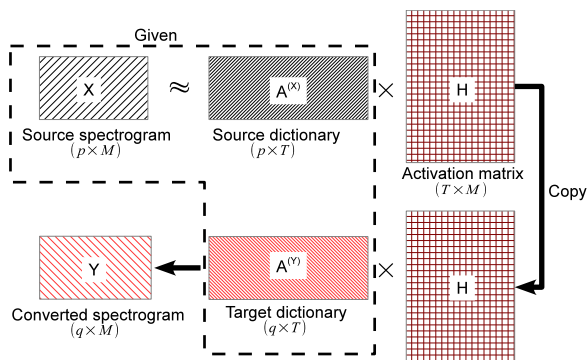 Given
X
≈
A(X)
×
H
Source spectrogram
(p×M)
Source dictionary
(p×T)
Activation matrix
(T×M)
Copy
Y
A(Y)
×
H
Converted spectrogram
(q×M)
Target dictionary
(q×T)